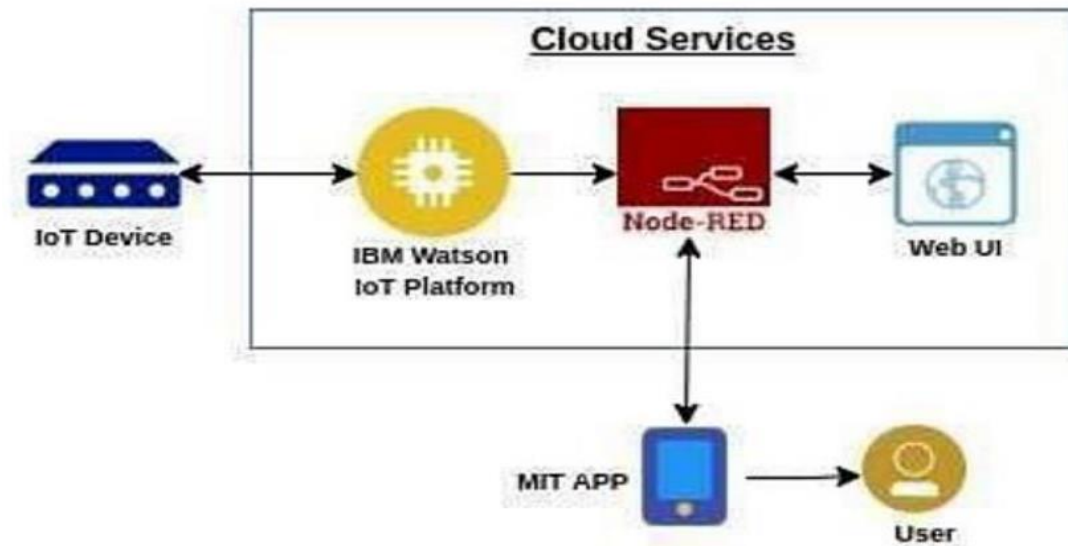 Cloud Services
IoT Device
IBM Watson
IoT Platform
Node-RED
Web UI
MIT APP
User